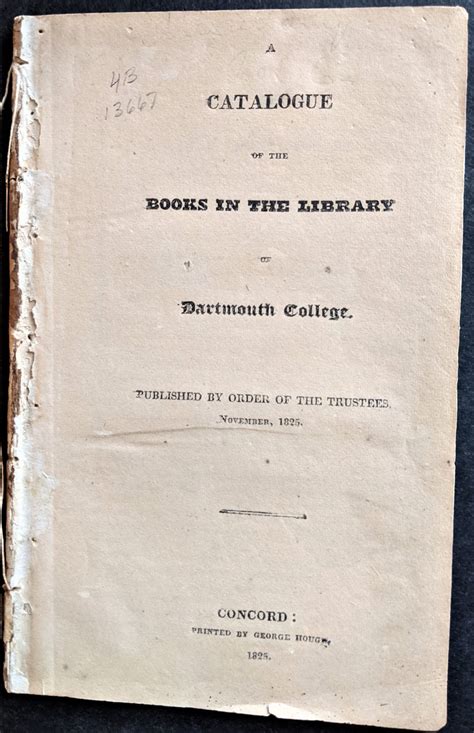 A
4B
13667
CATALOGUE
OF THE
BOOKS IN THE LIBRARY
OF
Dartmouth College.
PUBLISHED BY ORDER OF THE TRUSTEES,
NOVEMBER, 1825.
CONCORD:
PRINTED BY GEORGE HOUGH,
1825.